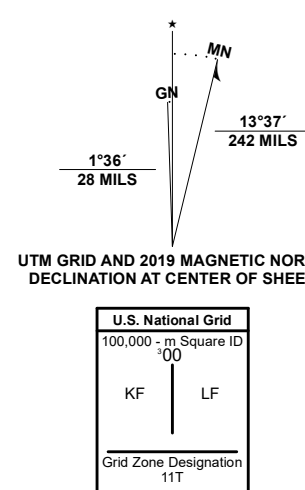 ★
MN
GN
13°37´
242 MILS
1°36´
28 MILS
UTM GRID AND 2019 MAGNETIC NOR
DECLINATION AT CENTER OF SHEE
U.S. National Grid
100,000 - m Square ID
³00
KF LF
Grid Zone Designation
11T